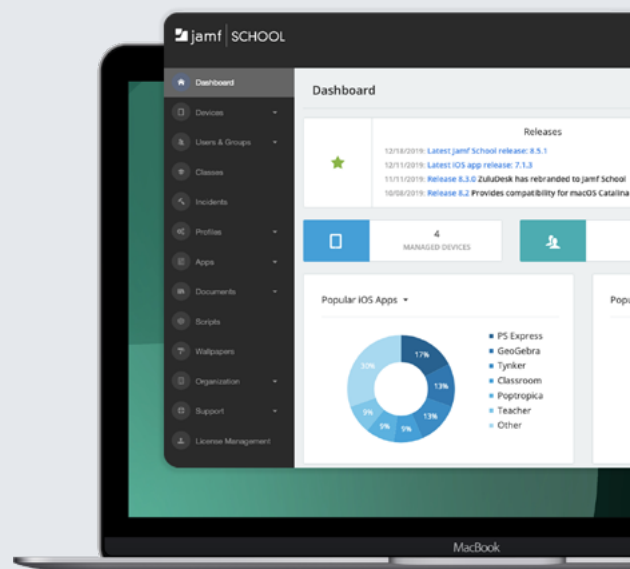 jamf SCHOOL
Dashboard
Devices
Users & Groups
Classes
Incidents
Profiles
Apps
Documents
Scripts
Wallpapers
Organization
Support
License Management
Dashboard
Releases
12/18/2019: Latest Jamf School release: 8.5.1
12/11/2019: Latest iOS app release: 7.1.3
11/11/2019: Release 8.3.0 ZuluDesk has rebranded to Jamf School
10/08/2019: Release 8.2 Provides compatibility for macOS Catalina
4
MANAGED DEVICES
Popular iOS Apps
17%
13%
13%
9%
9%
9%
30%
PS Express
GeoGebra
Tynker
Classroom
Poptropica
Teacher
Other
Popu
MacBook